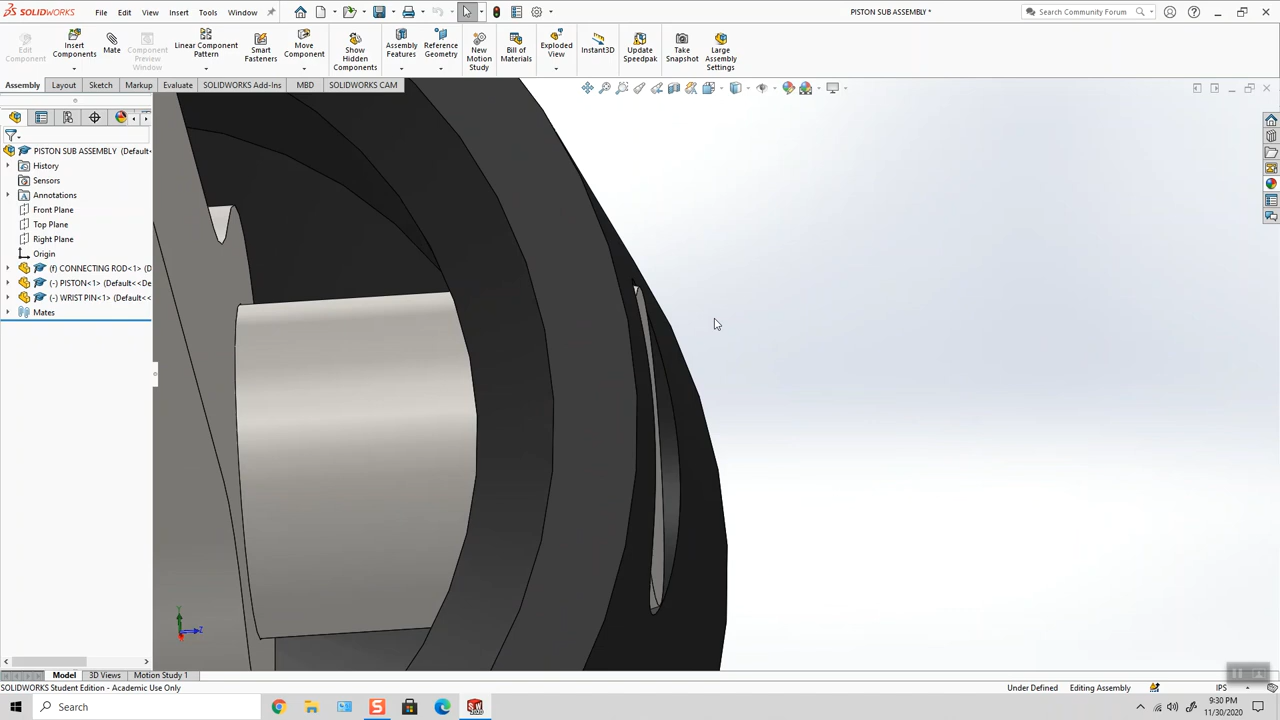 SOLIDWORKS File Edit View Insert Tools Window PISTON SUB ASSEMBLY * Search Community Forum
Edit Component
Insert Components
Mate
Component Preview Window
Linear Component Pattern
Smart Fasteners
Move Component
Show Hidden Components
Assembly Features
Reference Geometry
New Motion Study
Bill of Materials
Exploded View
Instant3D
Update Speedpak
Take Snapshot
Large Assembly Settings
Assembly Layout Sketch Markup Evaluate SOLIDWORKS Add-Ins MBD SOLIDWORKS CAM
PISTON SUB ASSEMBLY (Default<
History
Sensors
Annotations
Front Plane
Top Plane
Right Plane
Origin
(f) CONNECTING ROD<1> (D
(-) PISTON<1> (Default<<De
(-) WRIST PIN<1> (Default<<
Mates
Y
Z
Model 3D Views Motion Study 1
SOLIDWORKS Student Edition - Academic Use Only Under Defined Editing Assembly IPS
Search 9:30 PM
11/30/2020